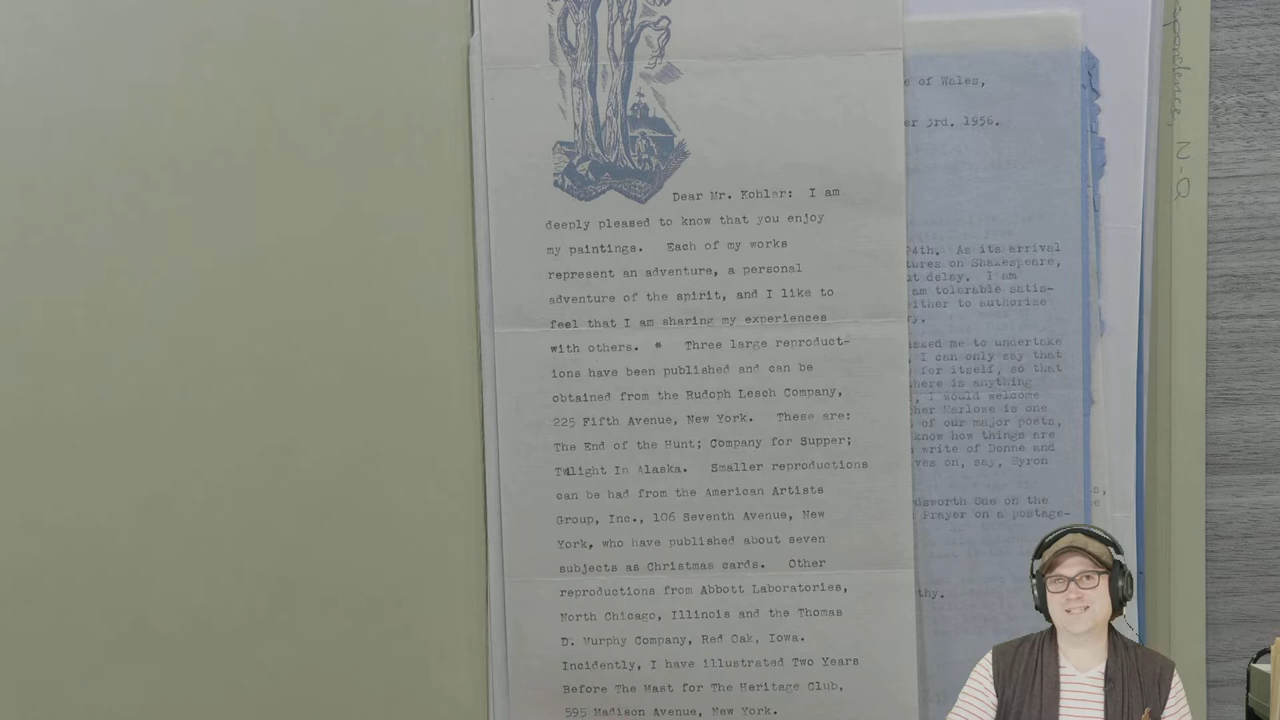 Dear Mr. Kohler: I am
deeply pleased to know that you enjoy
my paintings. Each of my works
represent an adventure, a personal
adventure of the spirit, and I like to
feel that I am sharing my experiences
with others. * Three large reproduct-
ions have been published and can be
obtained from the Rudoph Lesch Company,
225 Fifth Avenue, New York. These are:
The End of the Hunt; Company for Supper;
Twilight In Alaska. Smaller reproductions
can be had from the American Artists
Group, Inc., 106 Seventh Avenue, New
York, who have published about seven
subjects as Christmas cards. Other
reproductions from Abbott Laboratories,
North Chicago, Illinois and the Thomas
D. Murphy Company, Red Oak, Iowa.
Incidently, I have illustrated Two Years
Before The Mast for The Heritage Club,
595 Madison Avenue, New York.
of Wales,
3rd. 1956.
24th. As its arrival
on Shakespeare,
delay. I am
am tolerable satis-
to authorize
me to undertake
I can only say that
for itself, so that
there is anything
, I would welcome
Marlowe is one
of our major poets,
know how things are
write of Donne and
on, say, Byron
Ode on the
Prayer on a postage-
N-Q